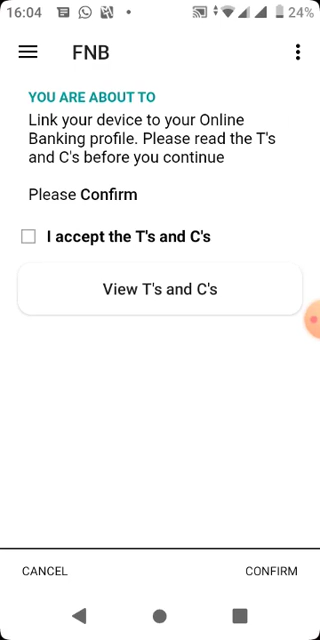 16:04 24%
FNB
YOU ARE ABOUT TO
Link your device to your Online
Banking profile. Please read the T's
and C's before you continue
Please Confirm
I accept the T's and C's
View T's and C's
CANCEL CONFIRM